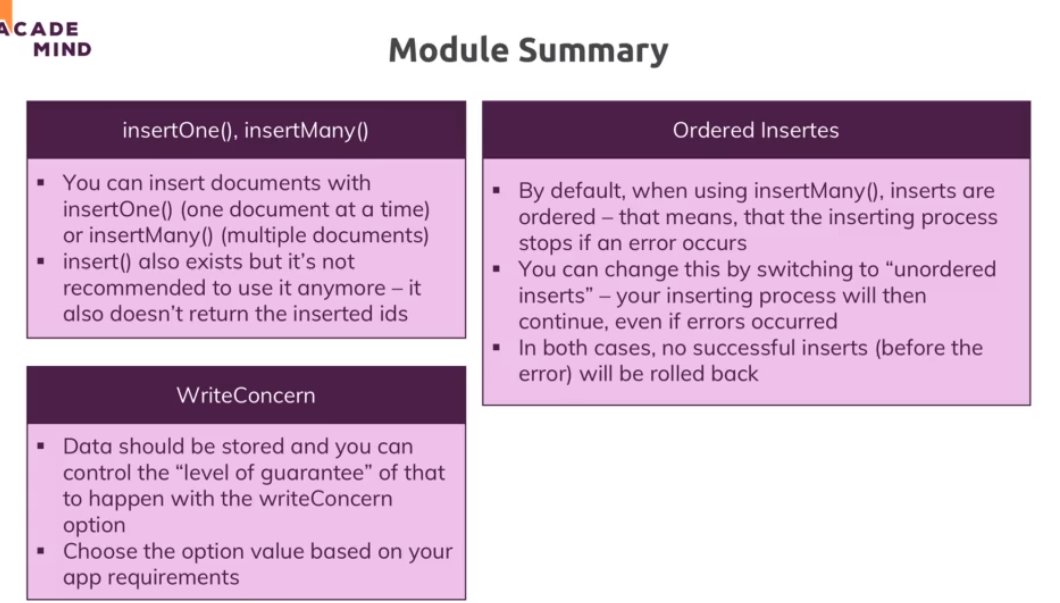 ACADE
MIND
Module Summary
insertOne(), insertMany()
▪ You can insert documents with
insertOne() (one document at a time)
or insertMany() (multiple documents)
▪ insert() also exists but it’s not
recommended to use it anymore – it
also doesn’t return the inserted ids
WriteConcern
▪ Data should be stored and you can
control the “level of guarantee” of that
to happen with the writeConcern
option
▪ Choose the option value based on your
app requirements
Ordered Insertes
▪ By default, when using insertMany(), inserts are
ordered – that means, that the inserting process
stops if an error occurs
▪ You can change this by switching to “unordered
inserts” – your inserting process will then
continue, even if errors occurred
▪ In both cases, no successful inserts (before the
error) will be rolled back